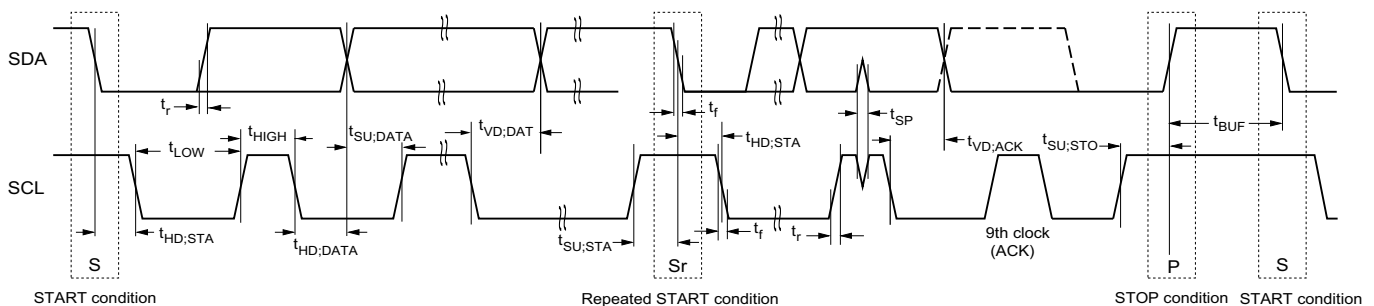 SDA
t_r
t_LOW
t_HIGH
t_SU;DATA
t_VD;DAT
t_f
t_HD;STA
t_SP
t_VD;ACK
t_SU;STO
t_BUF
SCL
t_HD;STA
t_HD;DATA
t_SU;STA
t_f
t_r
9th clock
(ACK)
S
Sr
P
S
START condition
Repeated START condition
STOP condition
START condition